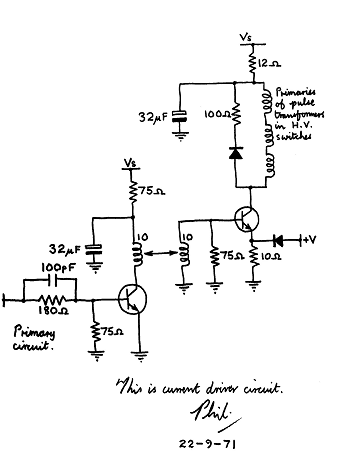 Vs
12Ω
Primaries
of pulse
transformers
in H.V.
switches
100Ω
32μF
Vs
75Ω
32μF
10
10
100pF
180Ω
75Ω
75Ω
10Ω
+V
Primary
circuit.
This is current driver circuit.
Phil.
22-9-71